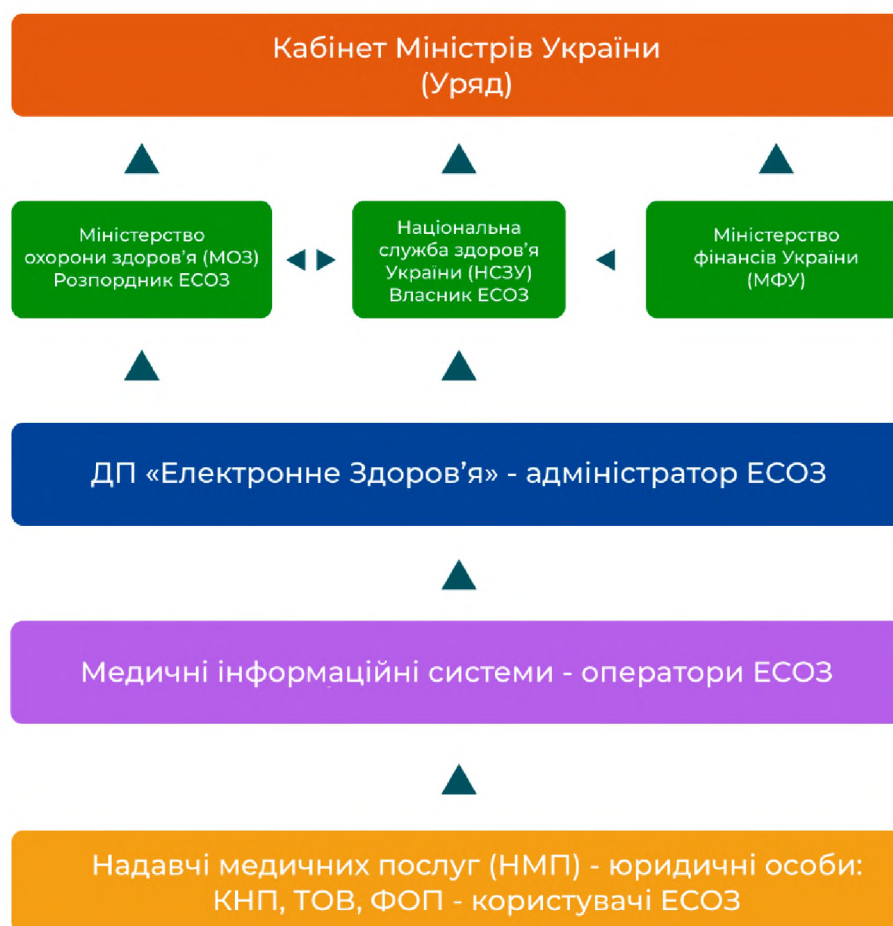 Кабінет Міністрів України
(Уряд)
Міністерство
охорони здоров’я (МОЗ)
Розпордник ЕСОЗ
Національна
служба здоров’я
України (НСЗУ)
Власник ЕСОЗ
Міністерство
фінансів України
(МФУ)
ДП «Електронне Здоров’я» - адміністратор ЕСОЗ
Медичні інформаційні системи - оператори ЕСОЗ
Надавчі медичних послуг (НМП) - юридичні особи:
КНП, ТОВ, ФОП - користувачі ЕСОЗ